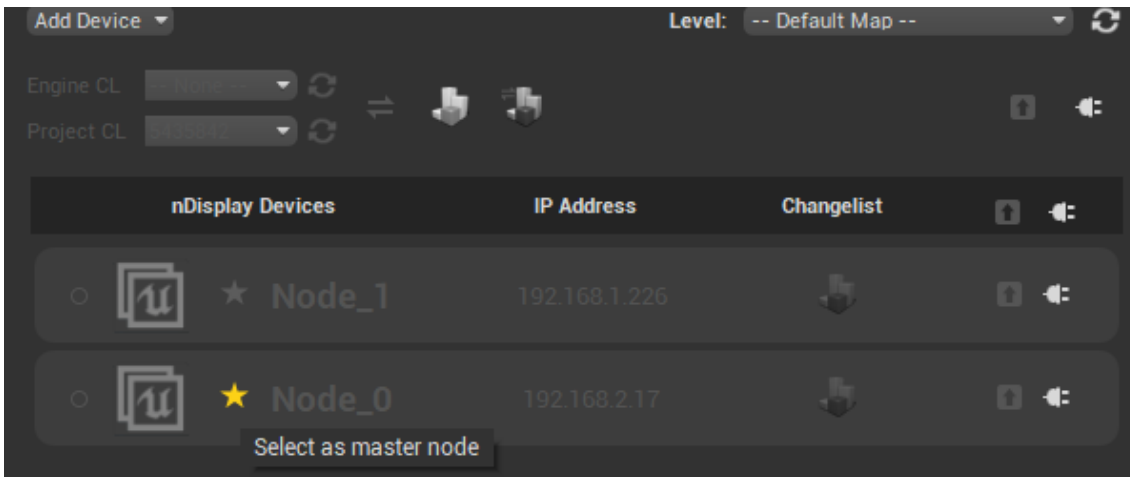 Add Device
Level: -- Default Map --
Engine CL -- None --
Project CL 5435842
nDisplay Devices IP Address Changelist
Node_1 192.168.1.226
Node_0 192.168.2.17
Select as master node